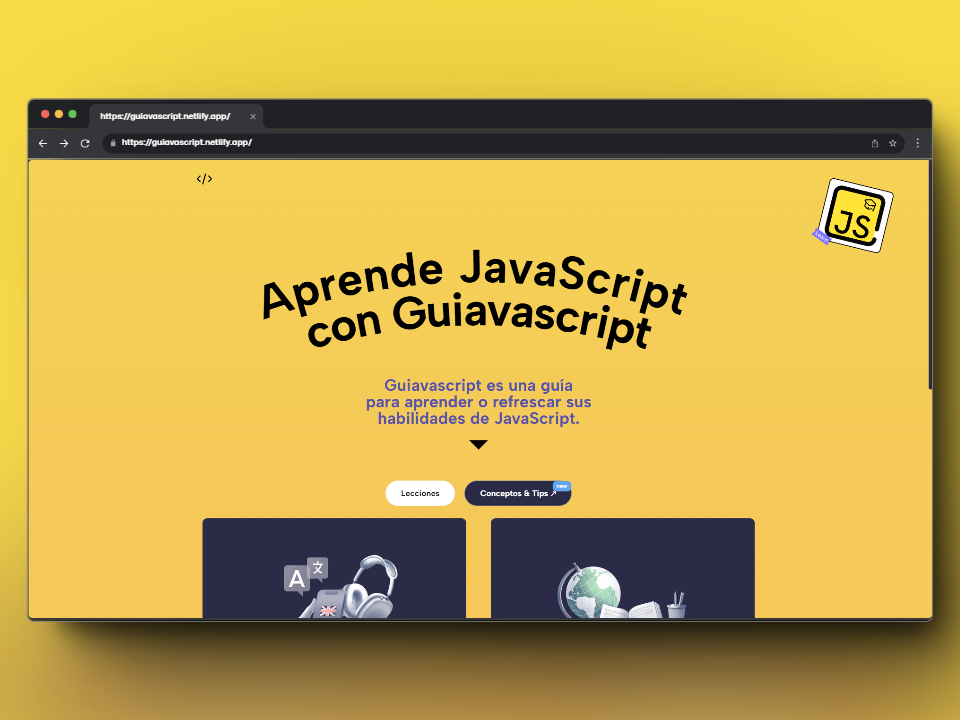 https://guiavascript.netlify.app/
https://guiavascript.netlify.app/
</>
JS
Aprende JavaScript
con Guiavascript
Guiavascript es una guía
para aprender o refrescar sus
habilidades de JavaScript.
Lecciones
Conceptos & Tips ↗
new
A 文